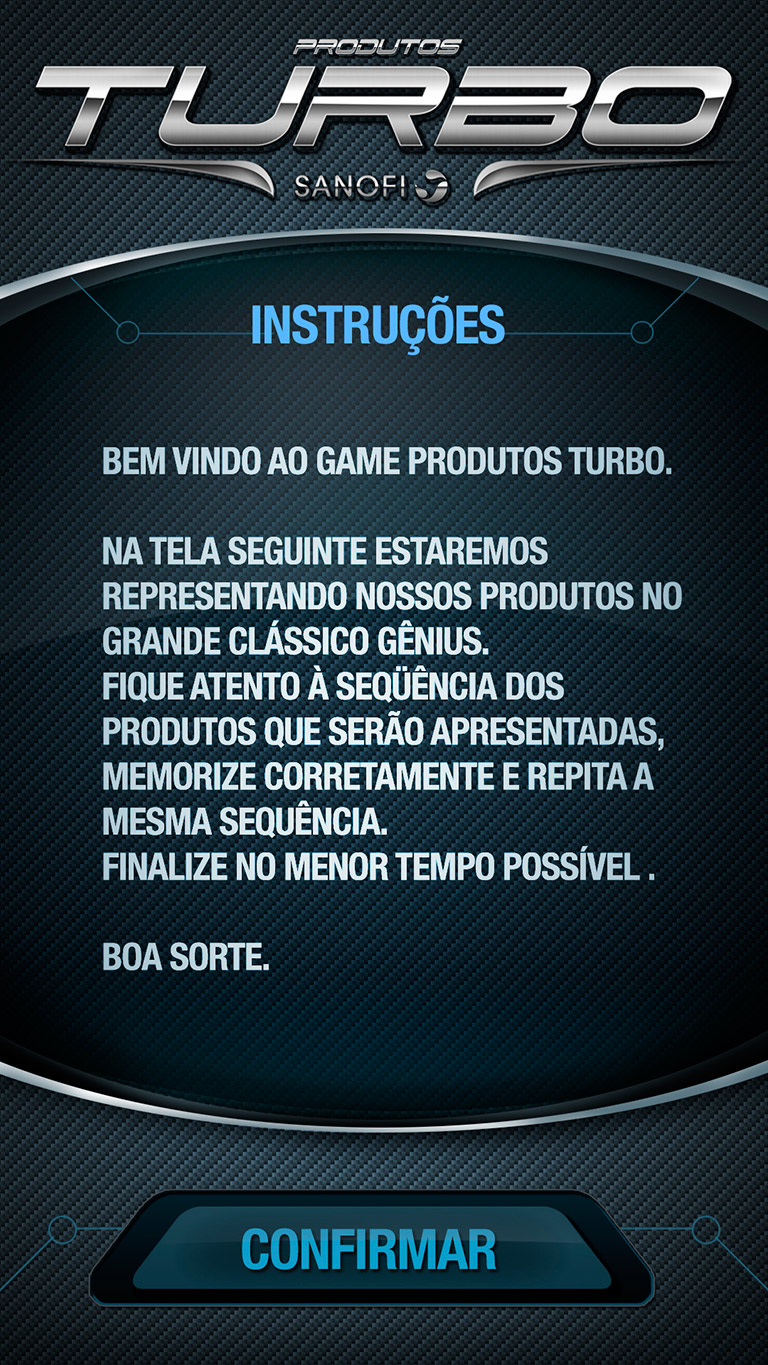 PRODUTOS
TURBO
SANOFI
INSTRUÇÕES
BEM VINDO AO GAME PRODUTOS TURBO.
NA TELA SEGUINTE ESTAREMOS
REPRESENTANDO NOSSOS PRODUTOS NO
GRANDE CLÁSSICO GÊNIUS.
FIQUE ATENTO À SEQÜÊNCIA DOS
PRODUTOS QUE SERÃO APRESENTADAS,
MEMORIZE CORRETAMENTE E REPITA A
MESMA SEQUÊNCIA.
FINALIZE NO MENOR TEMPO POSSÍVEL .
BOA SORTE.
CONFIRMAR